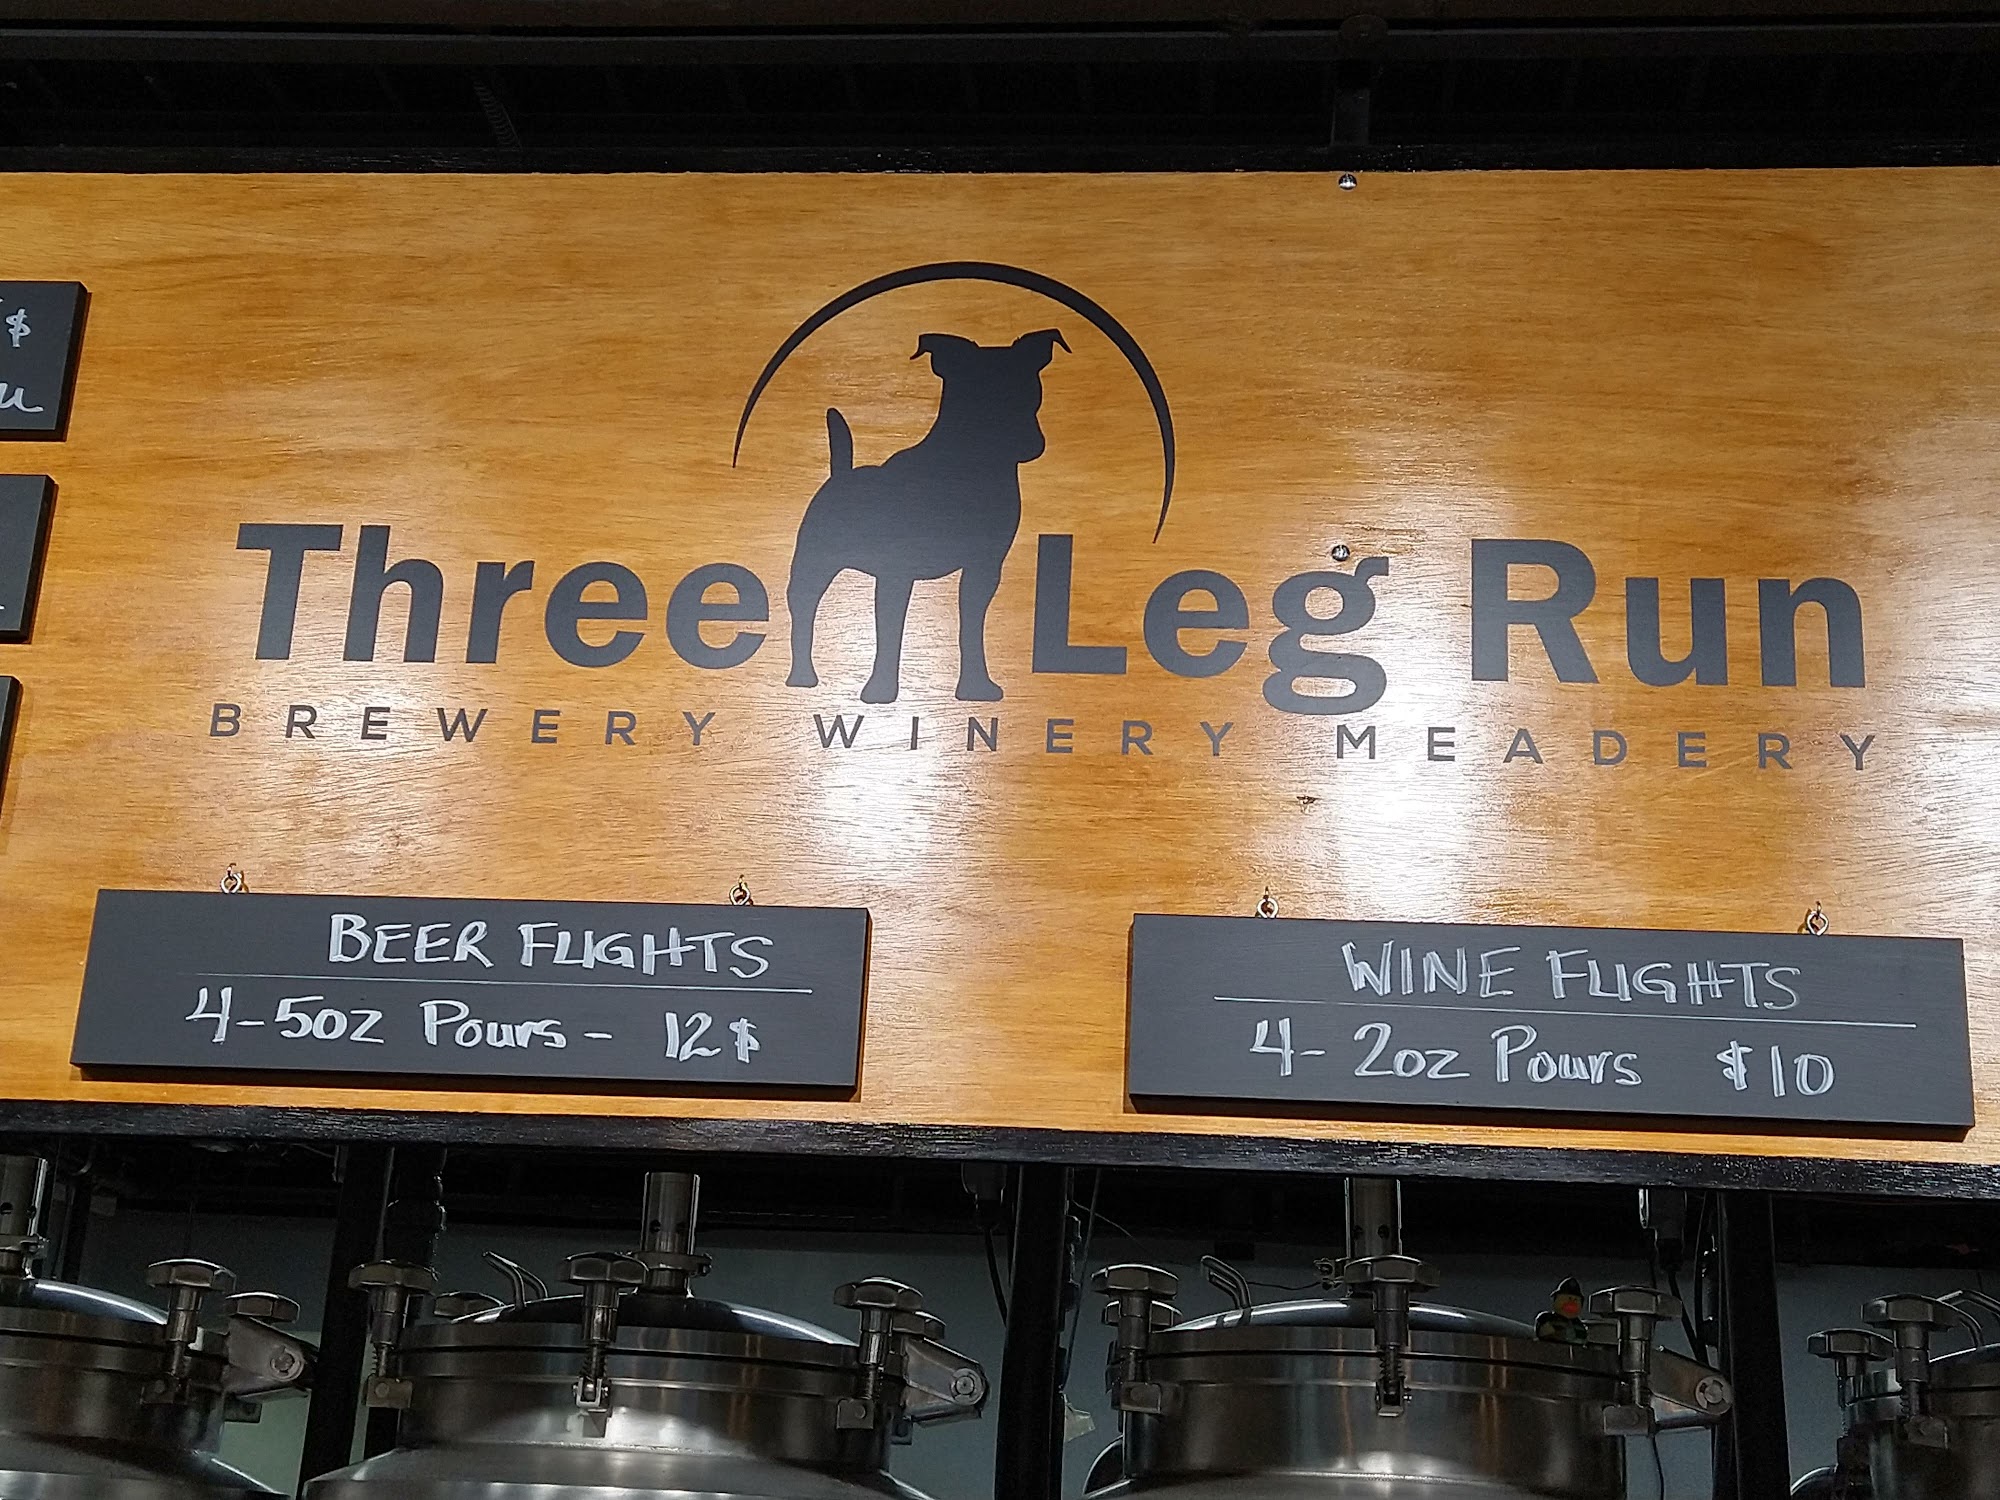 Three Leg Run
BREWERY WINERY MEADERY
$
BEER FLIGHTS
4-5oz Pours - 12$
WINE FLIGHTS
4- 2oz Pours $10